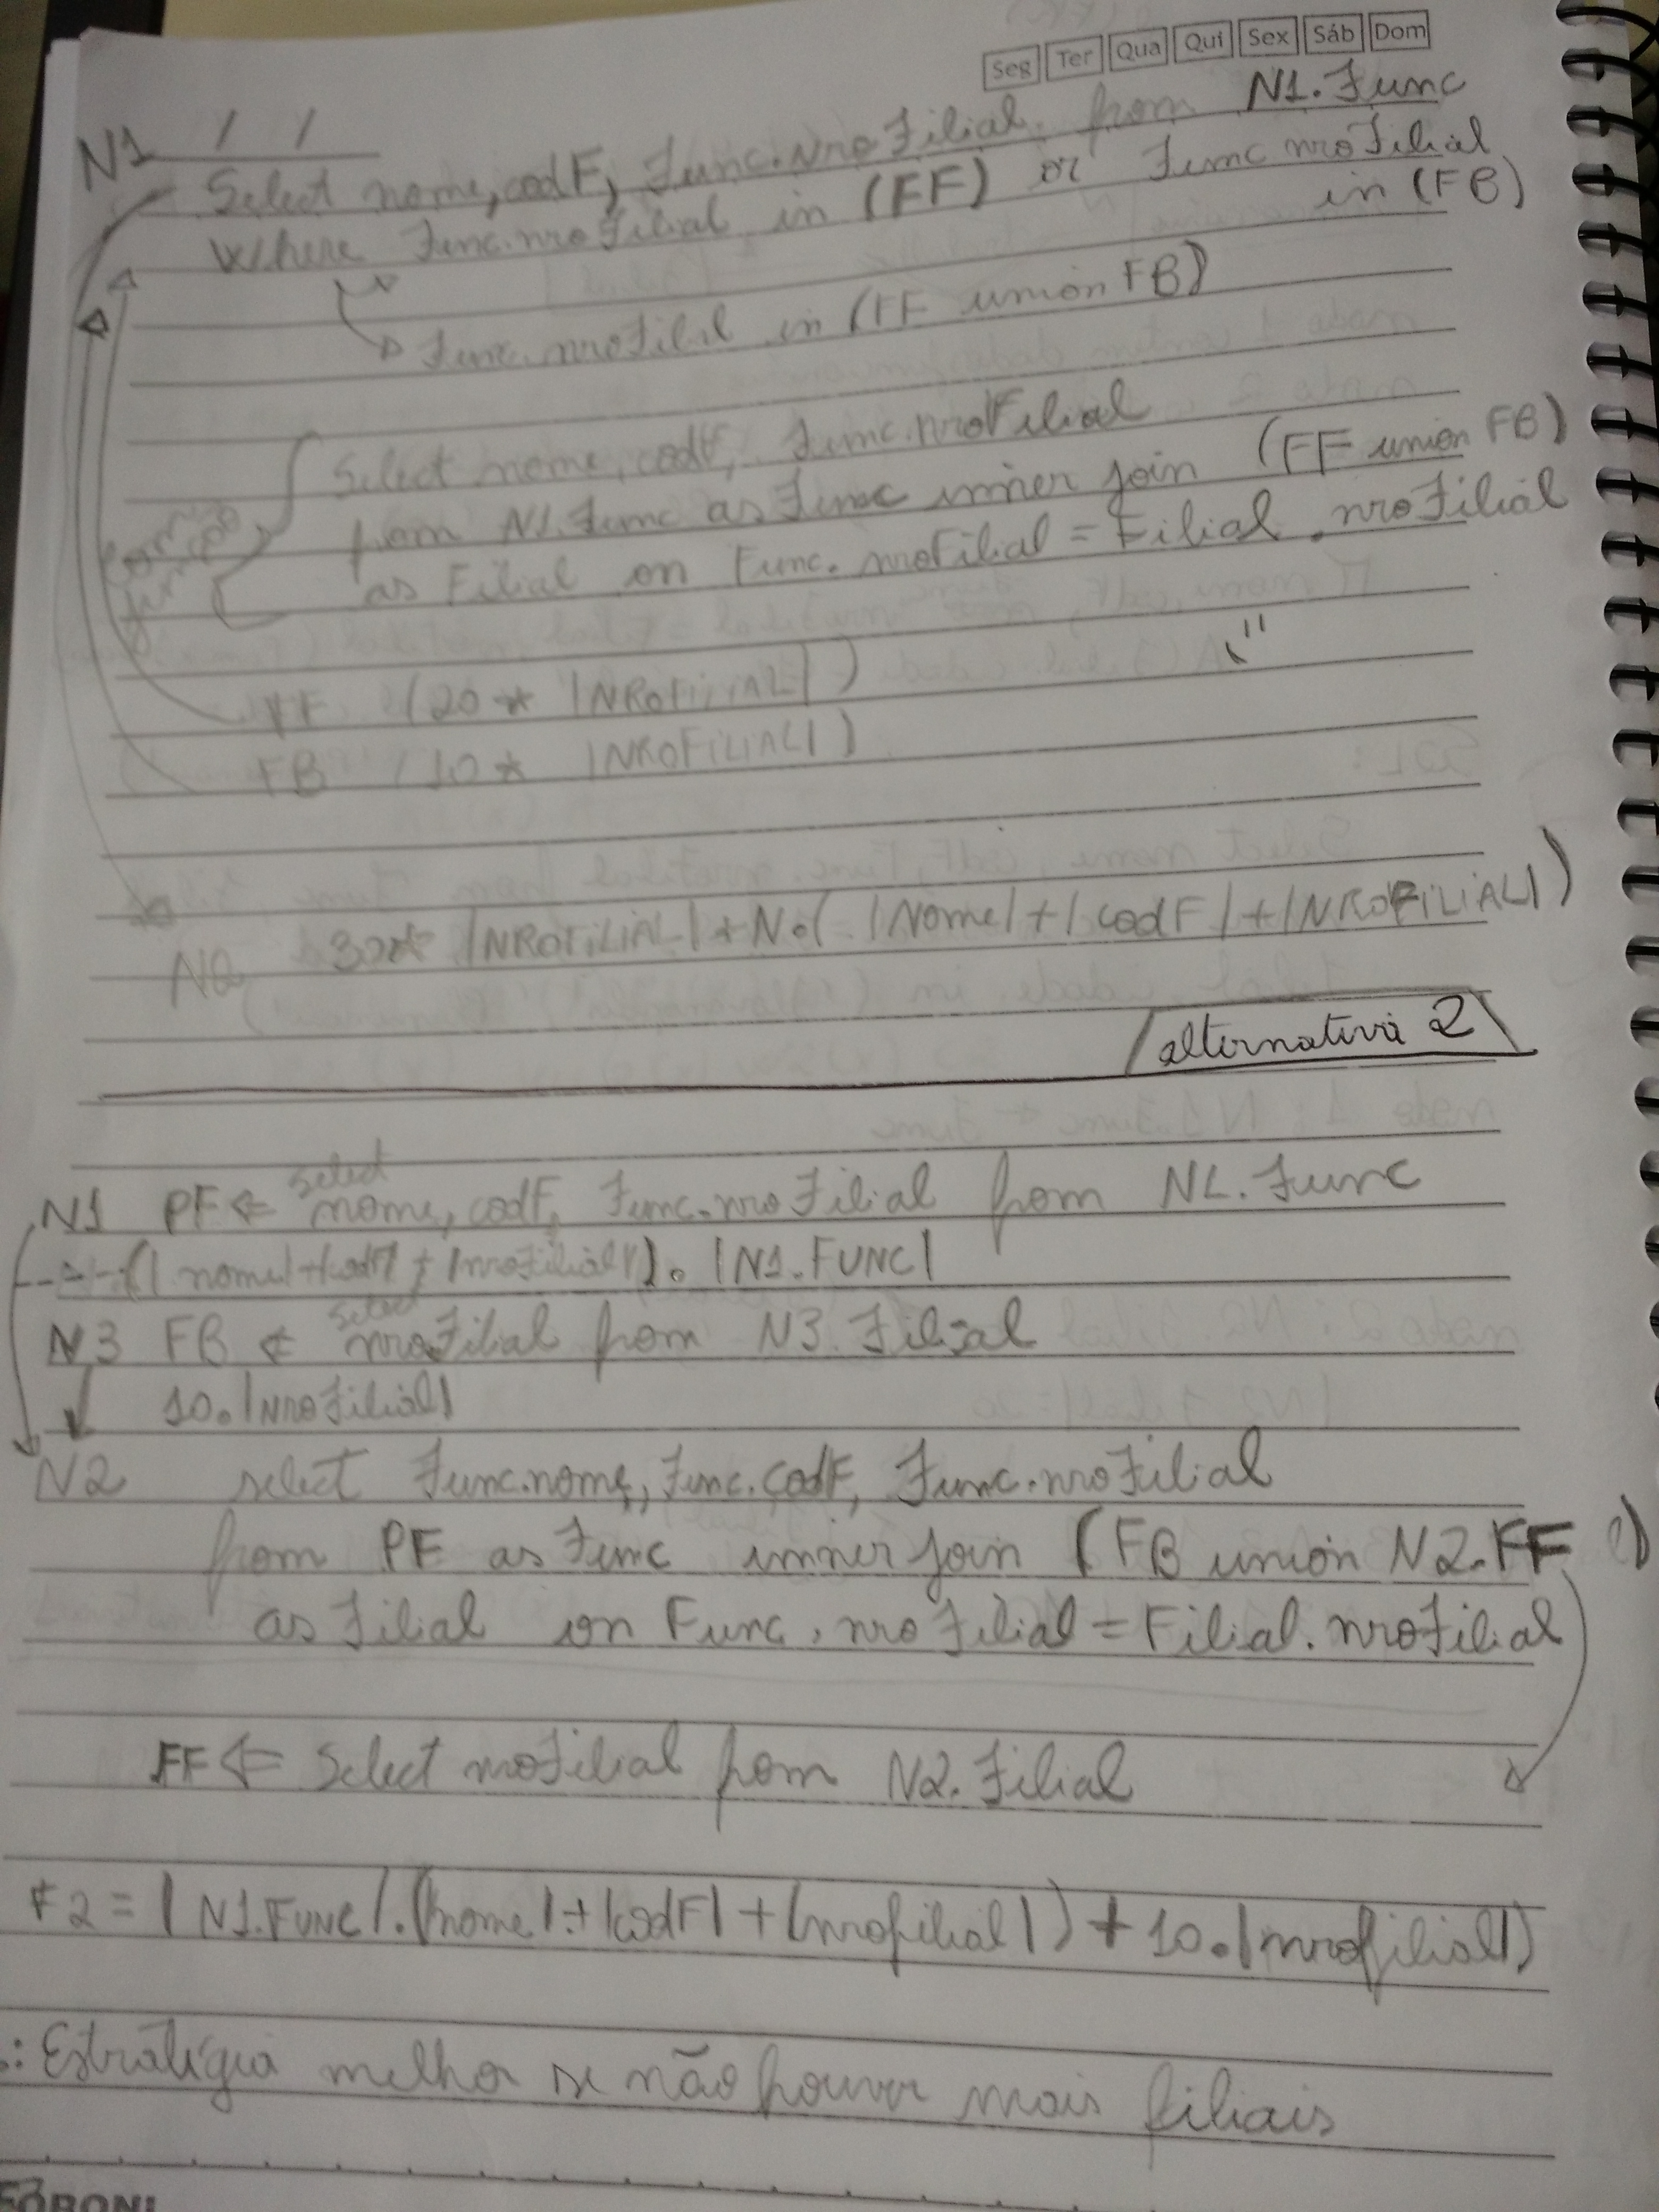 Seg Ter Qua Qui Sex Sáb Dom
N1 / /
Select nome, codF, Func.nroFilial from N1.Func
Where Func.nroFilial in (FF) or Func nroFilial
in (FB)
Func.nroFilil in (FF union FB)
Select nome, codF, Func.nroFilial
from N1.Func as Func inner join (FF union FB)
as Filial on Func.nroFilial = Filial.nroFilial
FF (20 * |NROFILIAL|)
FB (10 * |NROFILIAL|)
N2 30* |NROFILIAL| + N.( |Nome| + |codF| + |NROFILIAL|)
alternativa 2
select
N1 PF ⇐ nome, codF, Func.nroFilial from N1.Func
(|nome|+|codF|+|nroFilial|). |N1.FUNC|
select
N3 FB ⇐ nroFilial from N3.Filial
10.|nroFilial|
N2 select Func.nome, Func.codF, Func.nroFilial
from PF as Func inner join (FB union N2.FF)
as Filial on Func.nroFilial = Filial.nroFilial
FF ⇐ Select nroFilial from N2.Filial
F2 = |N1.FUNC|.(|nome|+|codF|+|nrofilial|) + 10.|nrofilial|)
.: Estratégia melhor se não houver mais filiais
FORONI